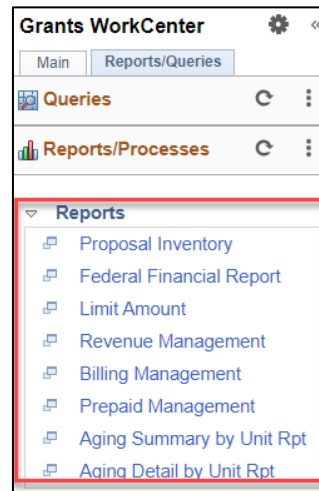 Grants WorkCenter
Main Reports/Queries
Queries
Reports/Processes
Reports
Proposal Inventory
Federal Financial Report
Limit Amount
Revenue Management
Billing Management
Prepaid Management
Aging Summary by Unit Rpt
Aging Detail by Unit Rpt